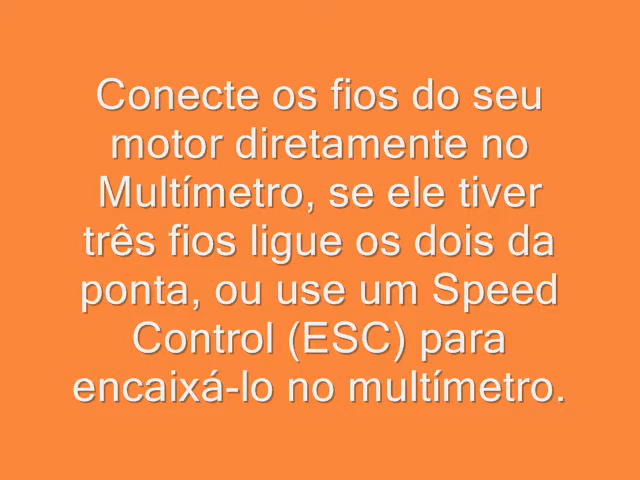 Conecte os fios do seu
motor diretamente no
Multímetro, se ele tiver
três fios ligue os dois da
ponta, ou use um Speed
Control (ESC) para
encaixá-lo no multímetro.